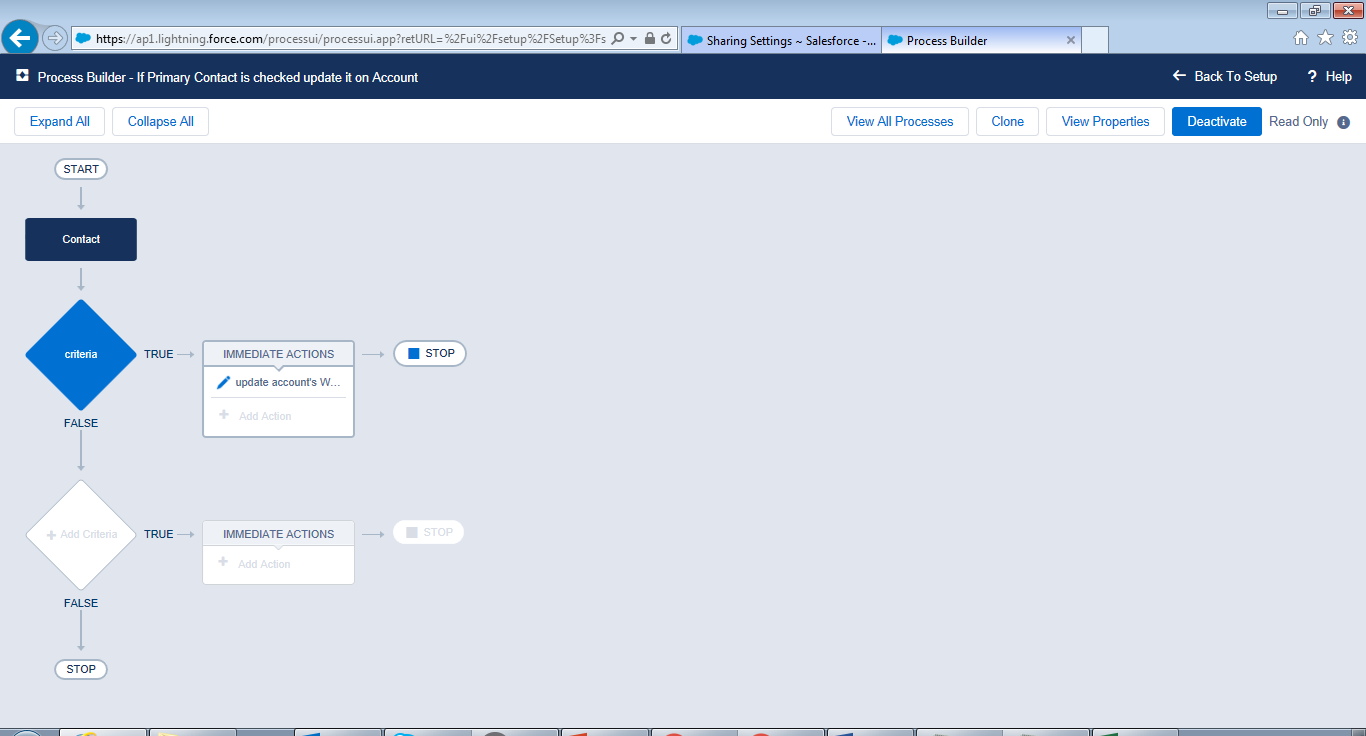 https://ap1.lightning.force.com/processui/processui.app?retURL=%2Fui%2Fsetup%2FSetup%3Fs
Sharing Settings ~ Salesforce -...
Process Builder
Process Builder - If Primary Contact is checked update it on Account
Back To Setup
? Help
Expand All
Collapse All
View All Processes
Clone
View Properties
Deactivate
Read Only
START
Contact
criteria
TRUE
IMMEDIATE ACTIONS
STOP
update account's W...
+ Add Action
FALSE
+ Add Criteria
TRUE
IMMEDIATE ACTIONS
STOP
+ Add Action
FALSE
STOP